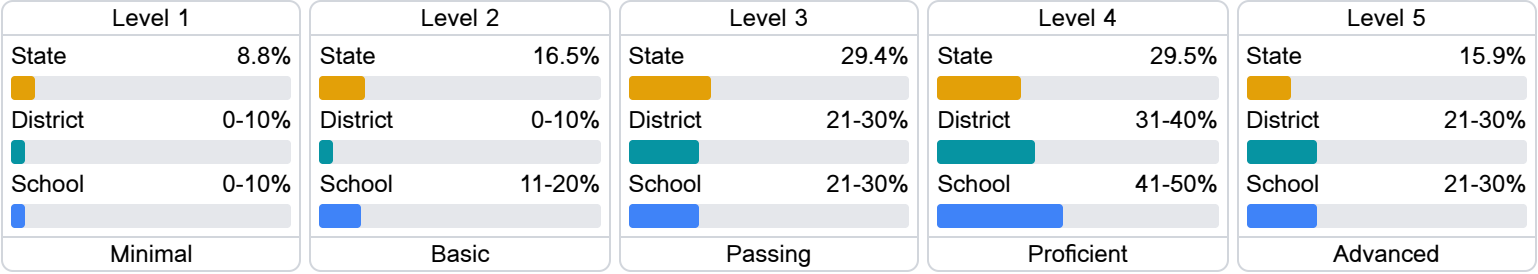 Level 1
State 8.8%
District 0-10%
School 0-10%
Minimal
Level 2
State 16.5%
District 0-10%
School 11-20%
Basic
Level 3
State 29.4%
District 21-30%
School 21-30%
Passing
Level 4
State 29.5%
District 31-40%
School 41-50%
Proficient
Level 5
State 15.9%
District 21-30%
School 21-30%
Advanced